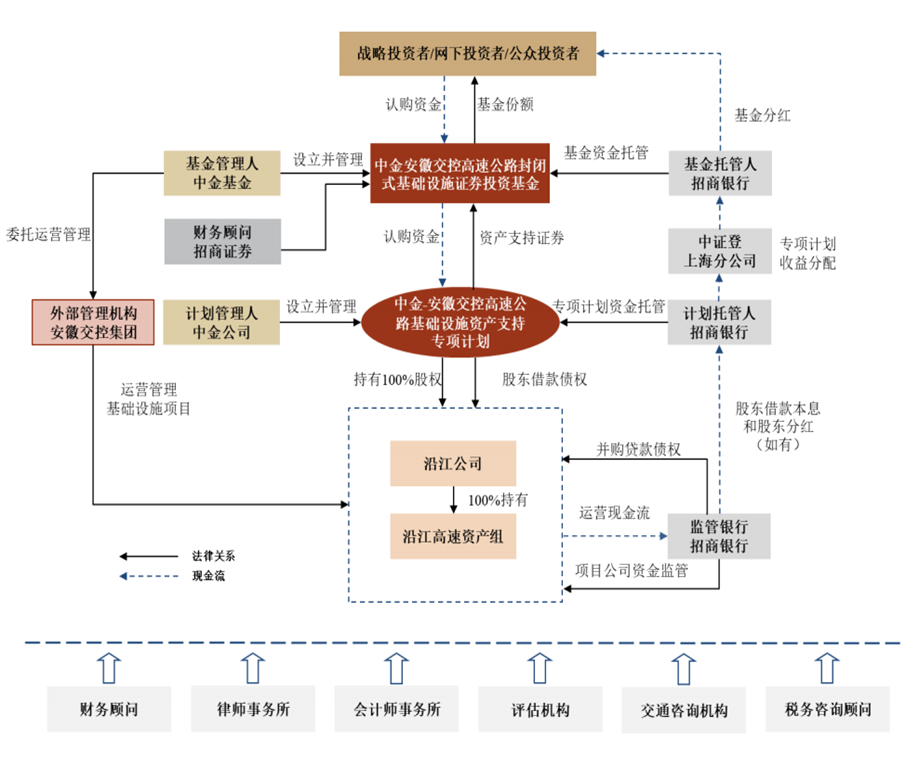 战略投资者/网下投资者/公众投资者
认购资金
基金份额
基金分红
基金管理人
中金基金
设立并管理
中金安徽交控高速公路封闭
式基础设施证券投资基金
基金资金托管
基金托管人
招商银行
财务顾问
招商证券
委托运营管理
认购资金
资产支持证券
中证登
上海分公司
专项计划
收益分配
外部管理机构
安徽交控集团
计划管理人
中金公司
设立并管理
中金-安徽交控高速公
路基础设施资产支持
专项计划
专项计划资金托管
计划托管人
招商银行
持有100%股权
股东借款债权
运营管理
基础设施项目
股东借款本息
和股东分红
（如有）
沿江公司
并购贷款债权
100%持有
沿江高速资产组
运营现金流
监管银行
招商银行
项目公司资金监管
法律关系
现金流
财务顾问
律师事务所
会计师事务所
评估机构
交通咨询机构
税务咨询顾问